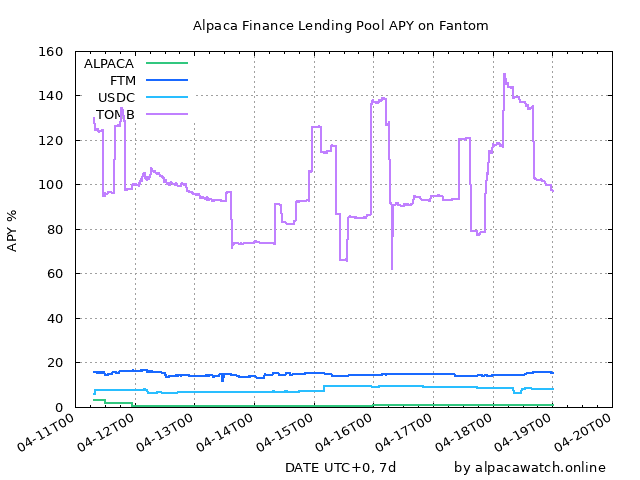 Alpaca Finance Lending Pool APY on Fantom
160
140
120
100
80
60
40
20
0
APY %
ALPACA
FTM
USDC
TOMB
04-11T00
04-12T00
04-13T00
04-14T00
04-15T00
04-16T00
04-17T00
04-18T00
04-19T00
04-20T00
DATE UTC+0, 7d
by alpacawatch.online